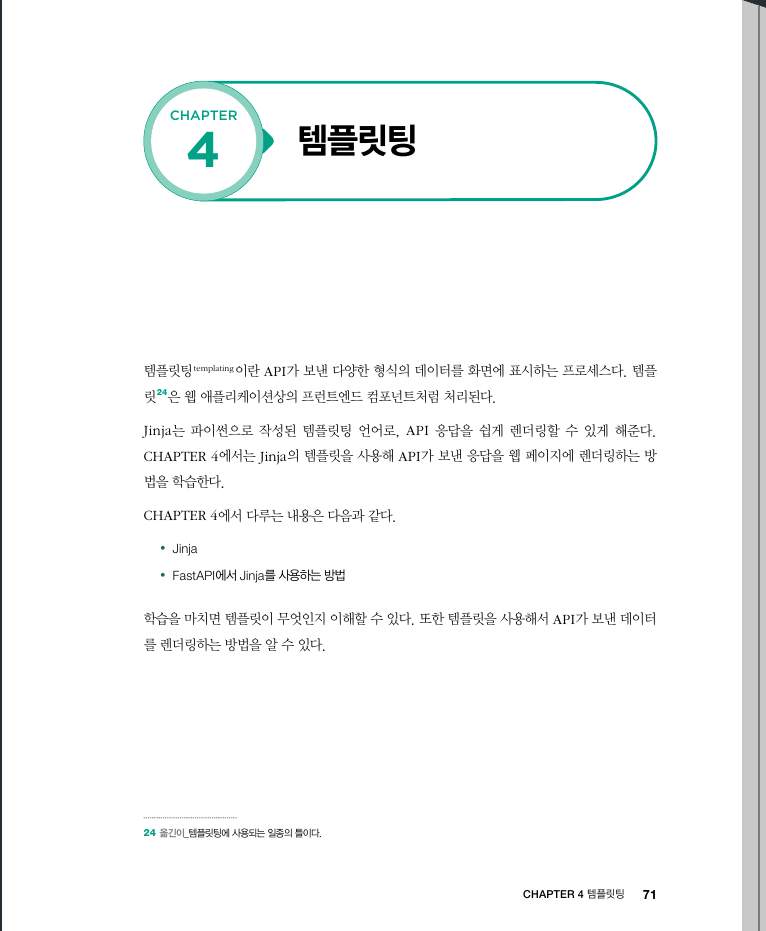 CHAPTER
4
템플릿팅
템플릿팅templating이란 API가 보낸 다양한 형식의 데이터를 화면에 표시하는 프로세스다. 템플
릿24은 웹 애플리케이션상의 프런트엔드 컴포넌트처럼 처리된다.
Jinja는 파이썬으로 작성된 템플릿팅 언어로, API 응답을 쉽게 렌더링할 수 있게 해준다.
CHAPTER 4에서는 Jinja의 템플릿을 사용해 API가 보낸 응답을 웹 페이지에 렌더링하는 방
법을 학습한다.
CHAPTER 4에서 다루는 내용은 다음과 같다.
• Jinja
• FastAPI에서 Jinja를 사용하는 방법
학습을 마치면 템플릿이 무엇인지 이해할 수 있다. 또한 템플릿을 사용해서 API가 보낸 데이터
를 렌더링하는 방법을 알 수 있다.
24 옮긴이_템플릿팅에 사용되는 일종의 틀이다.
CHAPTER 4 템플릿팅 71